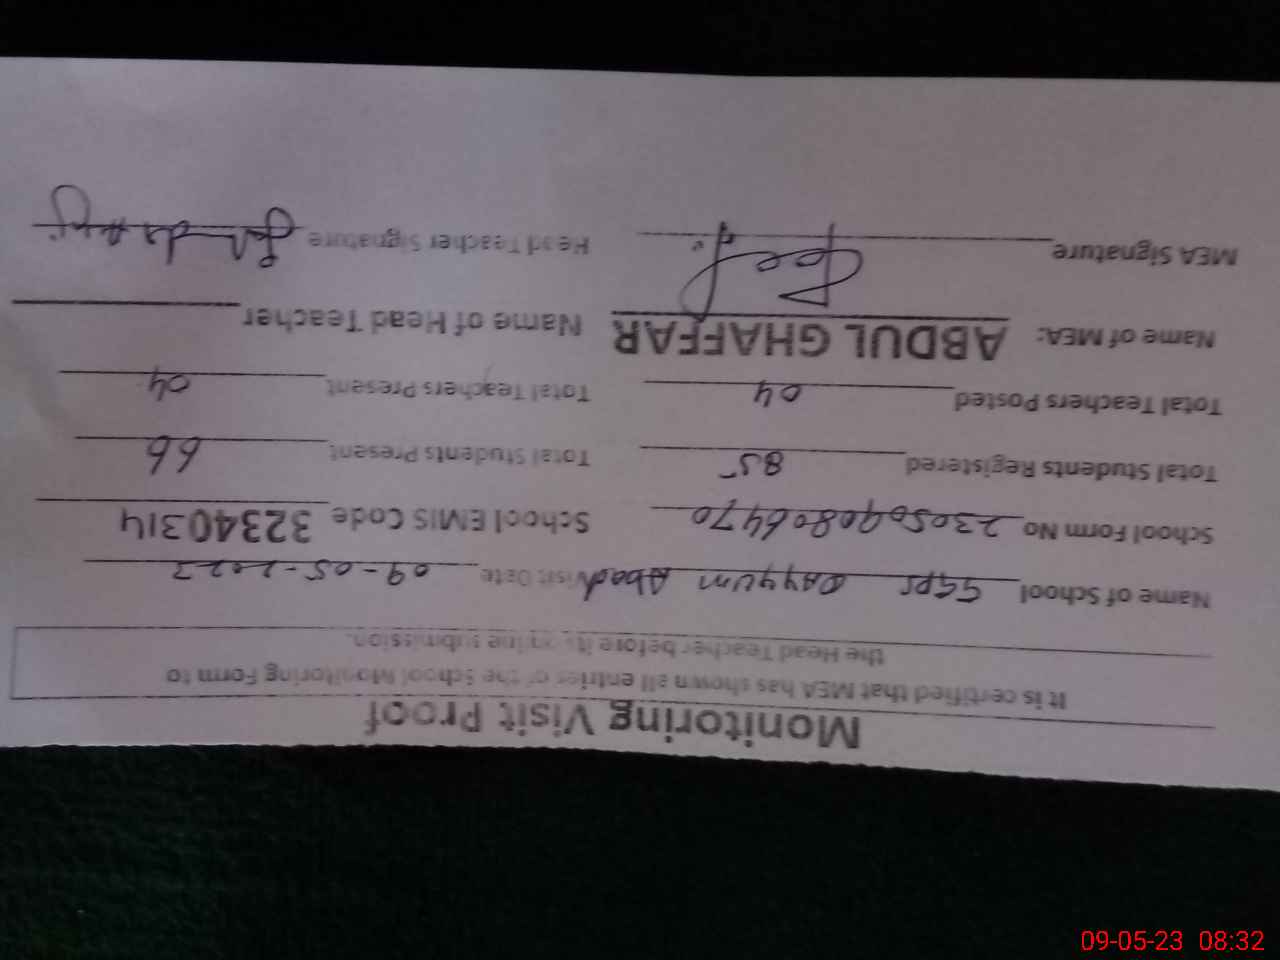 Monitoring Visit Proof
It is certified that MEA has shown all entries of the School Monitoring Form to
the Head Teacher before its online submission.
Name of School GGPS Qayyum Abad Visit Date 09-05-2023
School Form No 230509086470 School EMIS Code 32340314
Total Students Registered 85 Total Students Present 66
Total Teachers Posted 04 Total Teachers Present 04
Name of MEA: ABDUL GHAFFAR Name of Head Teacher
MEA Signature Head Teacher Signature
09-05-23 08:32